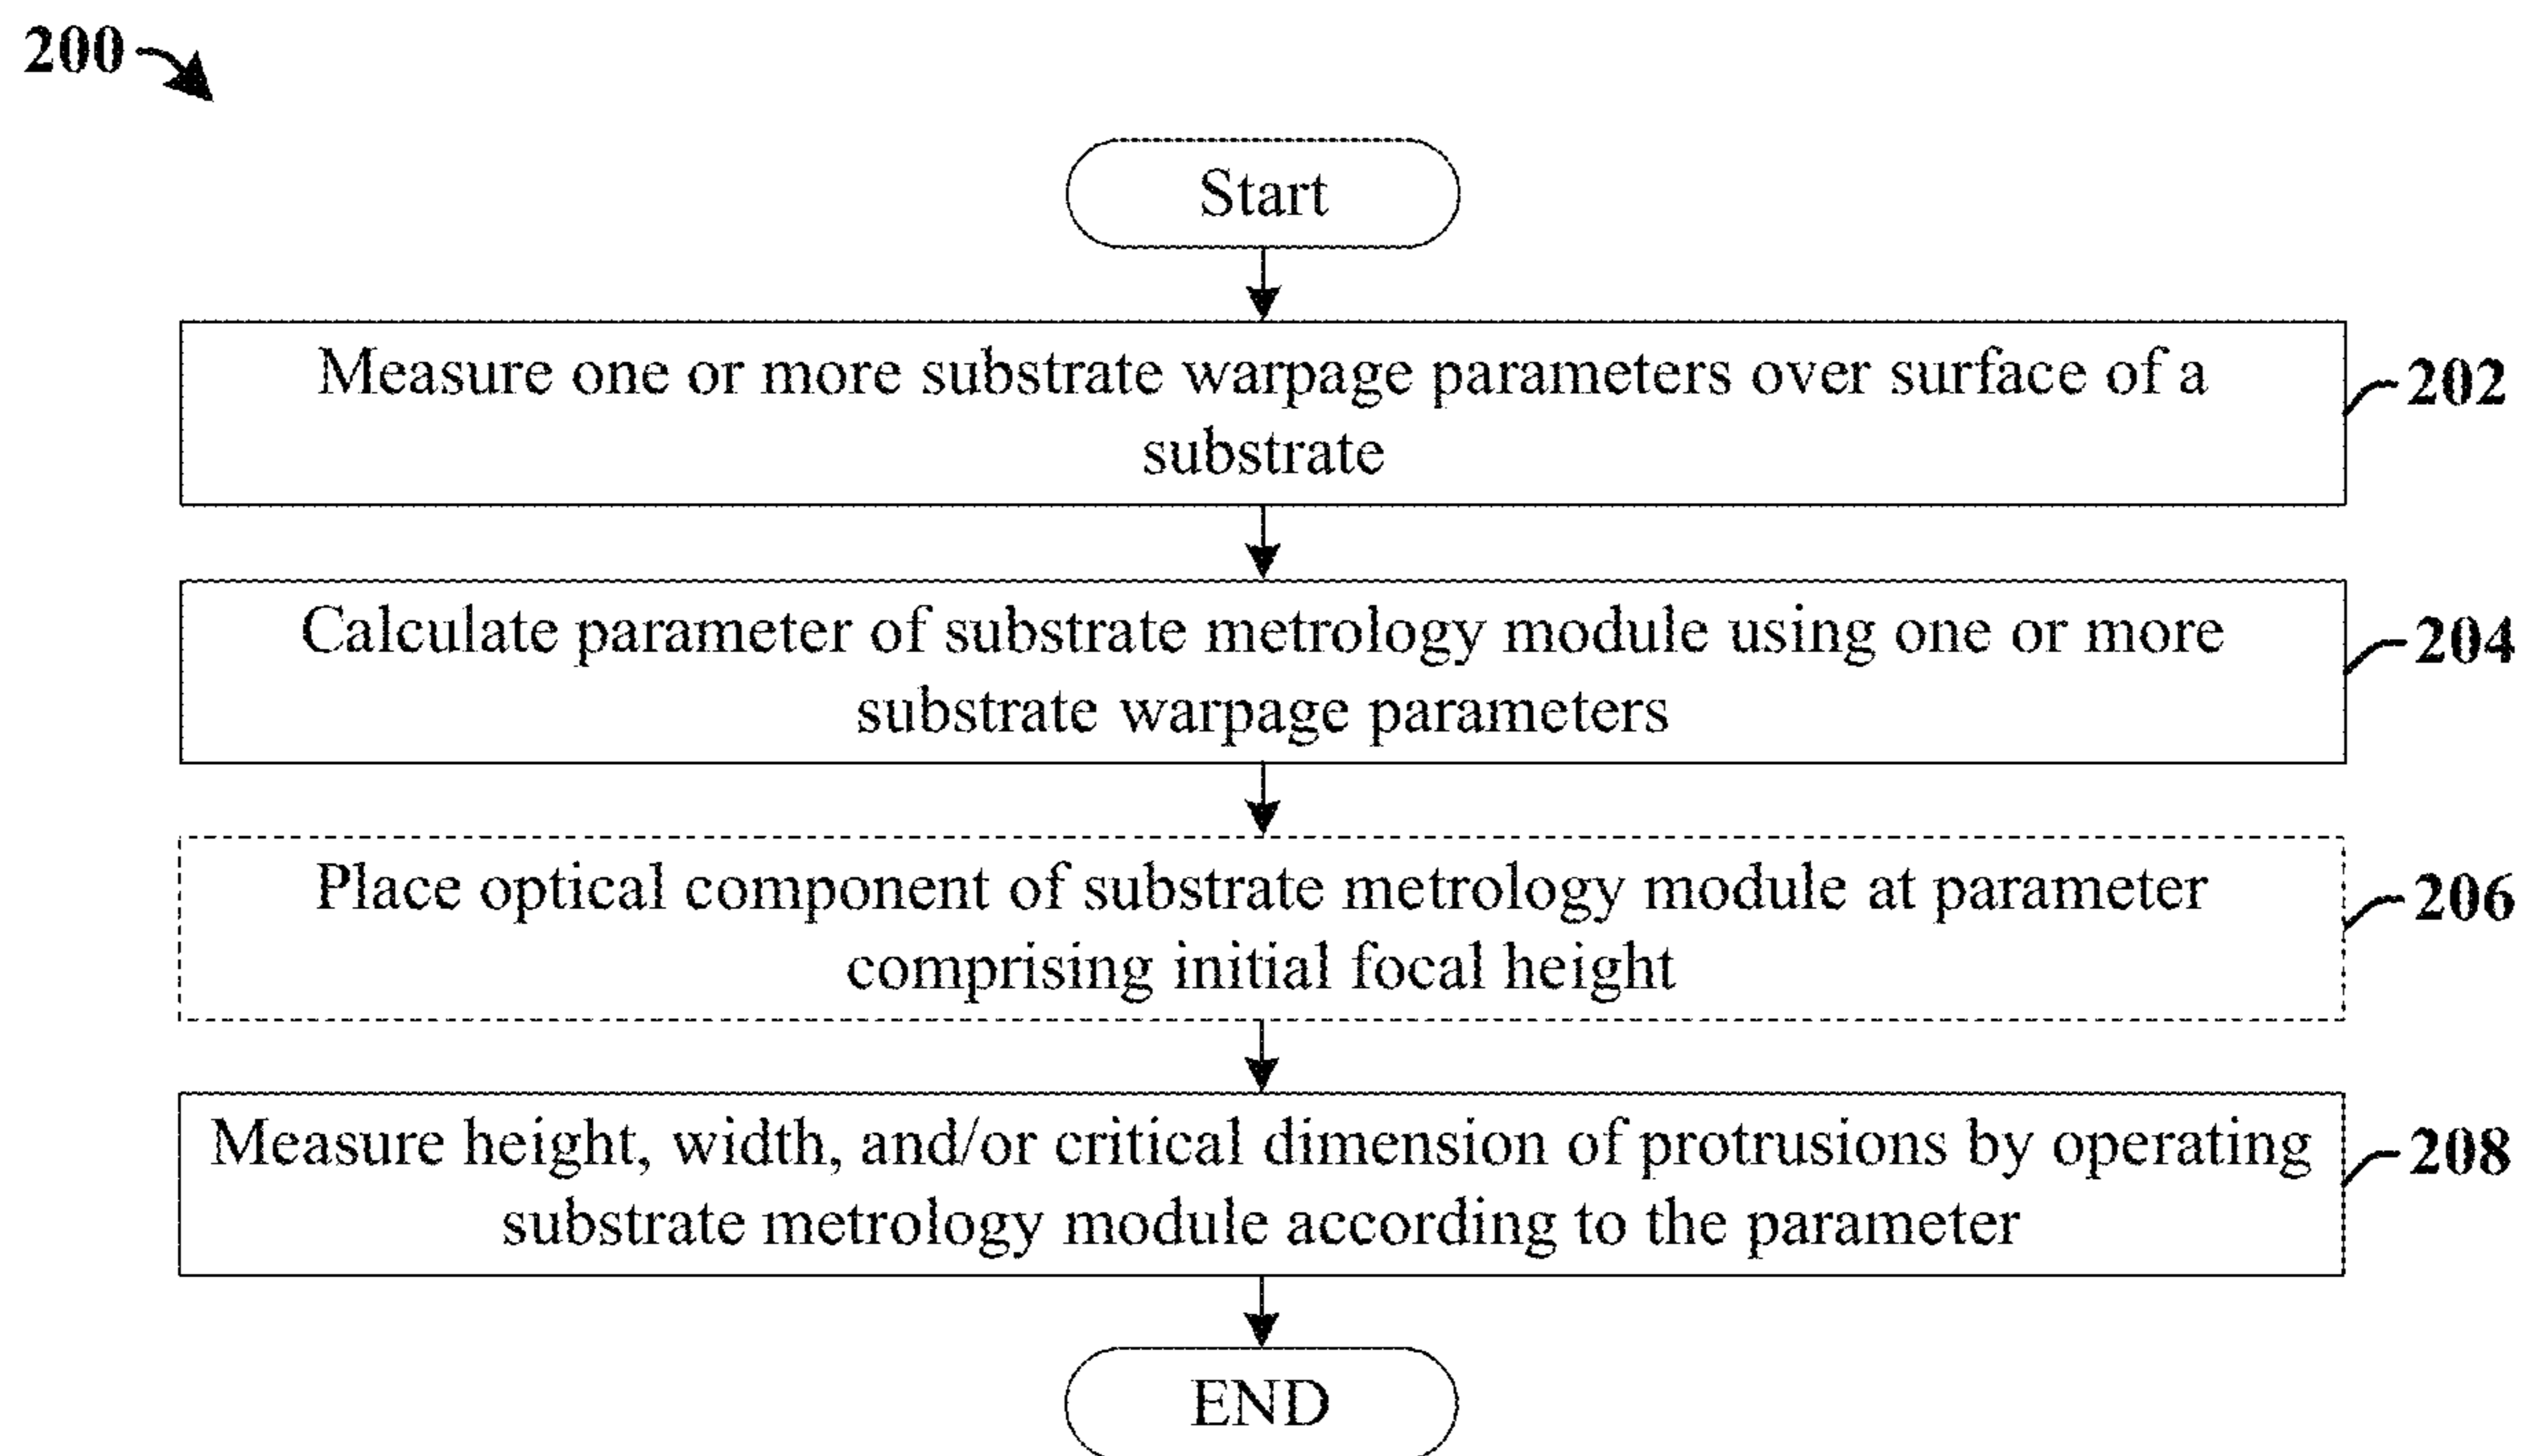 200
Start
Measure one or more substrate warpage parameters over surface of a
substrate
202
Calculate parameter of substrate metrology module using one or more
substrate warpage parameters
204
Place optical component of substrate metrology module at parameter
comprising initial focal height
206
Measure height, width, and/or critical dimension of protrusions by operating
substrate metrology module according to the parameter
208
END